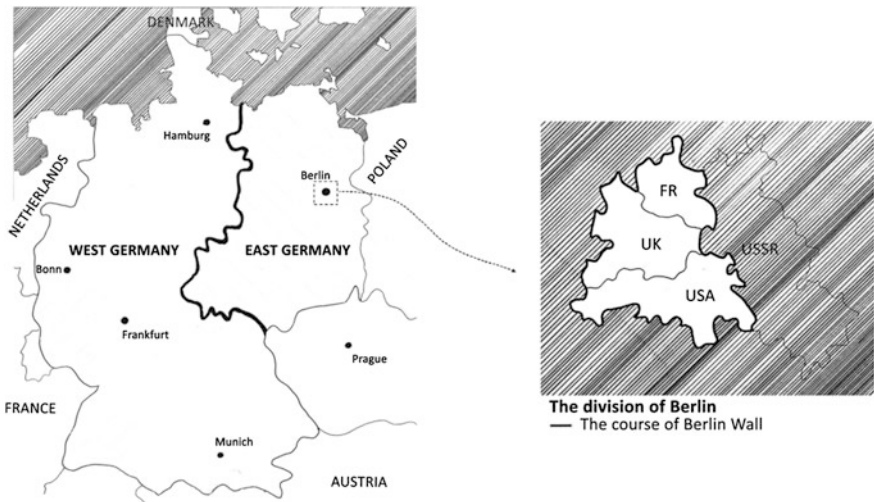 DENMARK
Hamburg
NETHERLANDS
POLAND
Berlin
WEST GERMANY
EAST GERMANY
Bonn
Frankfurt
Prague
FRANCE
Munich
AUSTRIA
FR
UK
USSR
USA
The division of Berlin
The course of Berlin Wall